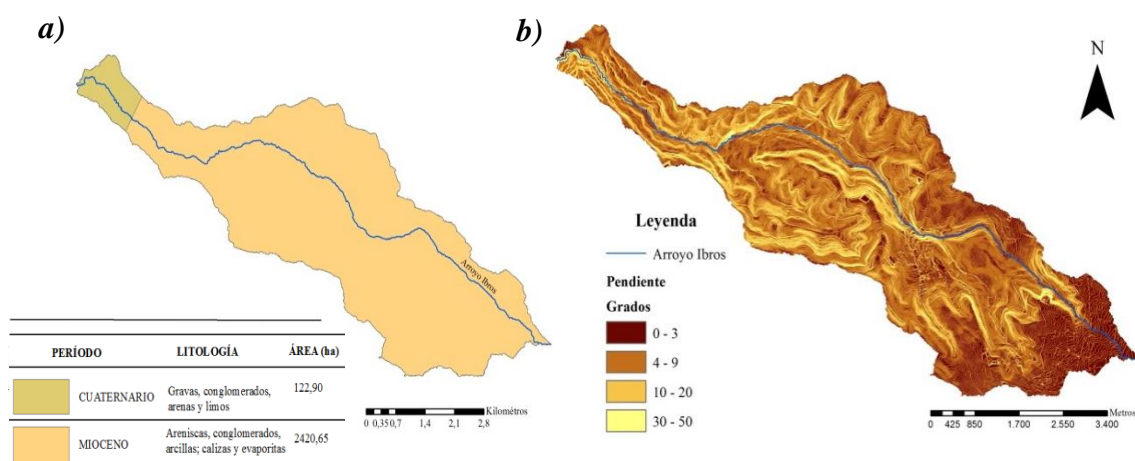 a)
Arroyo Ibros
PERÍODO LITOLOGÍA ÁREA (ha)
CUATERNARIO Gravas, conglomerados, arenas y limos 122,90
MIOCENO Areniscas, conglomerados, arcillas; calizas y evaporitas 2420,65
Kilómetros
0 0,35 0,7 1,4 2,1 2,8
b)
N
Leyenda
Arroyo Ibros
Pendiente
Grados
0 - 3
4 - 9
10 - 20
30 - 50
Metros
0 425 850 1.700 2.550 3.400